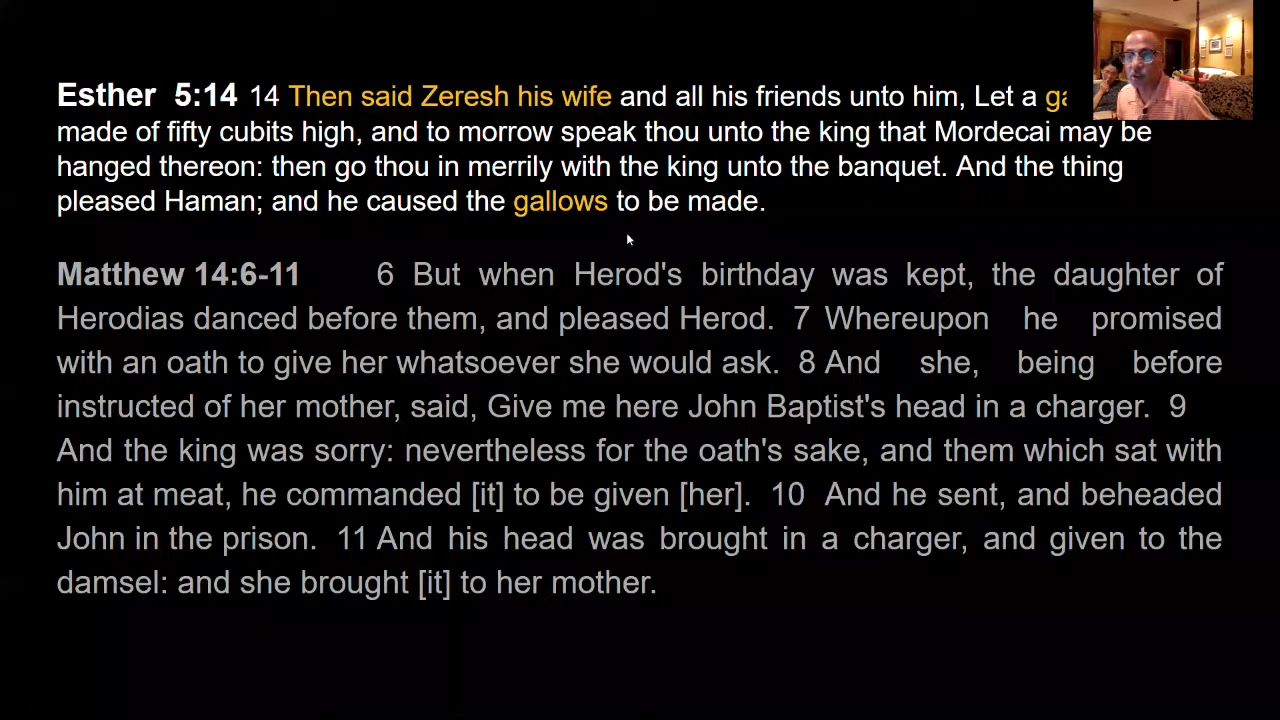 Esther 5:14 14 Then said Zeresh his wife and all his friends unto him, Let a
made of fifty cubits high, and to morrow speak thou unto the king that Mordecai may be
hanged thereon: then go thou in merrily with the king unto the banquet. And the thing
pleased Haman; and he caused the gallows to be made.
Matthew 14:6-11 6 But when Herod's birthday was kept, the daughter of
Herodias danced before them, and pleased Herod. 7 Whereupon he promised
with an oath to give her whatsoever she would ask. 8 And she, being before
instructed of her mother, said, Give me here John Baptist's head in a charger. 9
And the king was sorry: nevertheless for the oath's sake, and them which sat with
him at meat, he commanded [it] to be given [her]. 10 And he sent, and beheaded
John in the prison. 11 And his head was brought in a charger, and given to the
damsel: and she brought [it] to her mother.